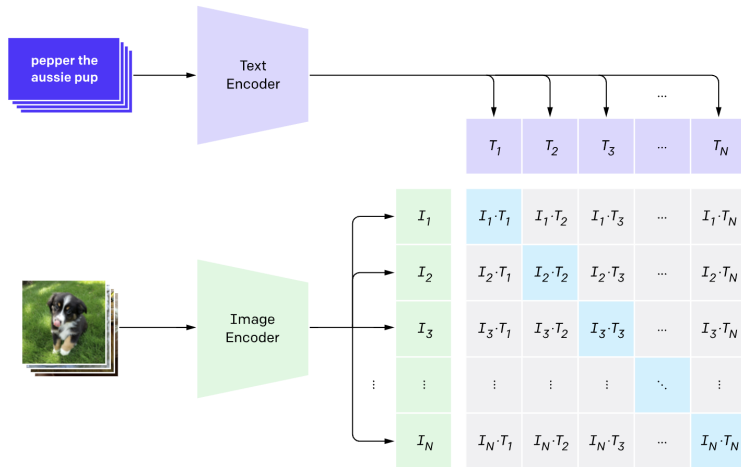 pepper the
aussie pup
Text
Encoder
...
T1 T2 T3 ... TN
I1 I1·T1 I1·T2 I1·T3 ... I1·TN
I2 I2·T1 I2·T2 I2·T3 ... I2·TN
Image
Encoder
I3 I3·T1 I3·T2 I3·T3 ... I3·TN
⋮ ⋮ ⋮ ⋮ ⋮ ⋱ ⋮
IN IN·T1 IN·T2 IN·T3 ... IN·TN